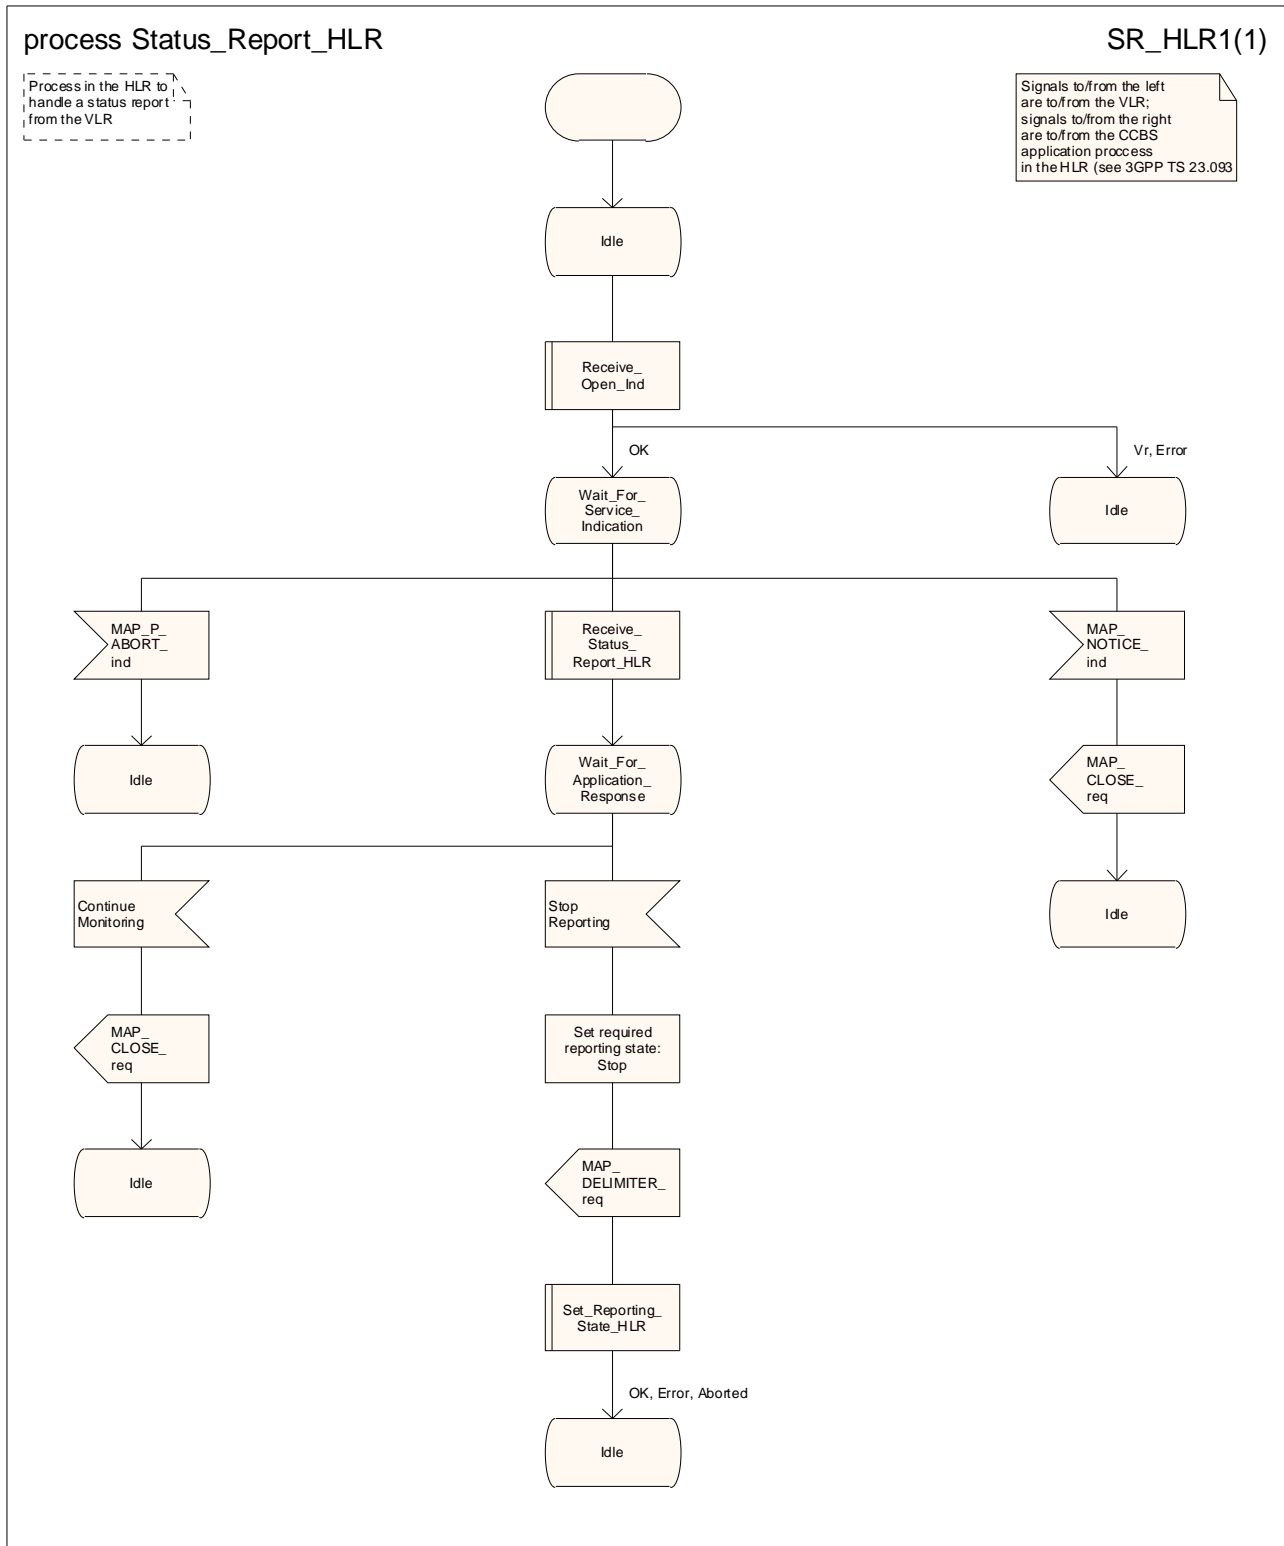 process Status_Report_HLR
SR_HLR1(1)
Process in the HLR to
handle a status report
from the VLR
Signals to/from the left
are to/from the VLR;
signals to/from the right
are to/from the CCBS
application proccess
in the HLR (see 3GPP TS 23.093
Idle
Receive_
Open_Ind
OK
Vr, Error
Wait_For_
Service_
Indication
Idle
MAP_P_
ABORT_
ind
Receive_
Status_
Report_HLR
MAP_
NOTICE_
ind
Idle
Wait_For_
Application_
Response
MAP_
CLOSE_
req
Continue
Monitoring
Stop
Reporting
Idle
MAP_
CLOSE_
req
Set required
reporting state:
Stop
Idle
MAP_
DELIMITER_
req
Set_Reporting_
State_HLR
OK, Error, Aborted
Idle